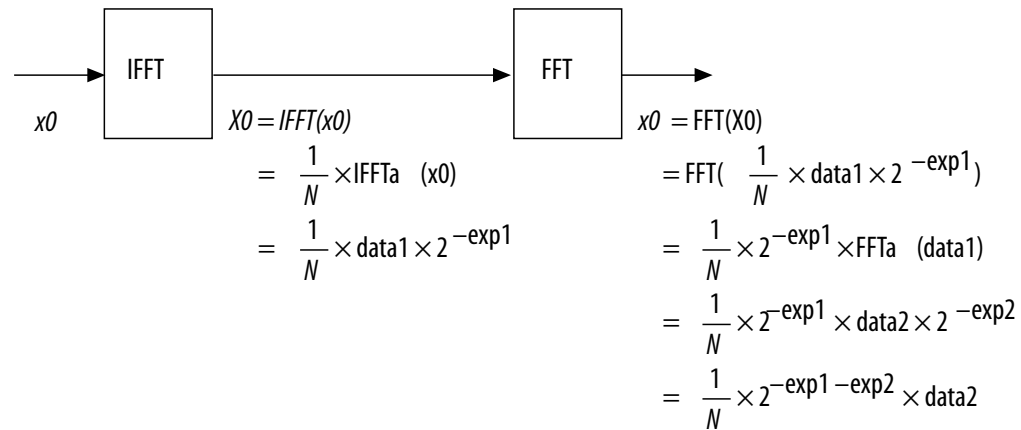 IFFT
FFT
x0
X0 = IFFT(x0)
= 1/N × IFFTa (x0)
= 1/N × data1 × 2^–exp1
x0 = FFT(X0)
= FFT( 1/N × data1 × 2^–exp1)
= 1/N × 2^–exp1 × FFTa (data1)
= 1/N × 2^–exp1 × data2 × 2^–exp2
= 1/N × 2^–exp1 –exp2 × data2